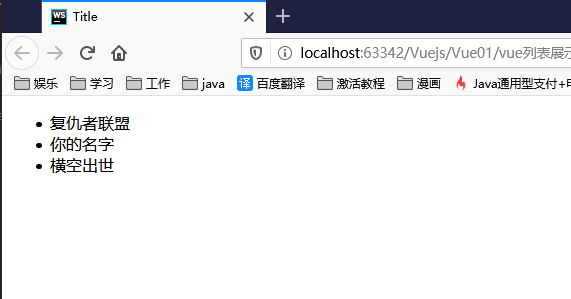 WS Title
localhost:63342/Vuejs/Vue01/vue列表展示
娱乐 学习 工作 java 译 百度翻译 激活教程 漫画 Java通用型支付+
复仇者联盟
你的名字
横空出世